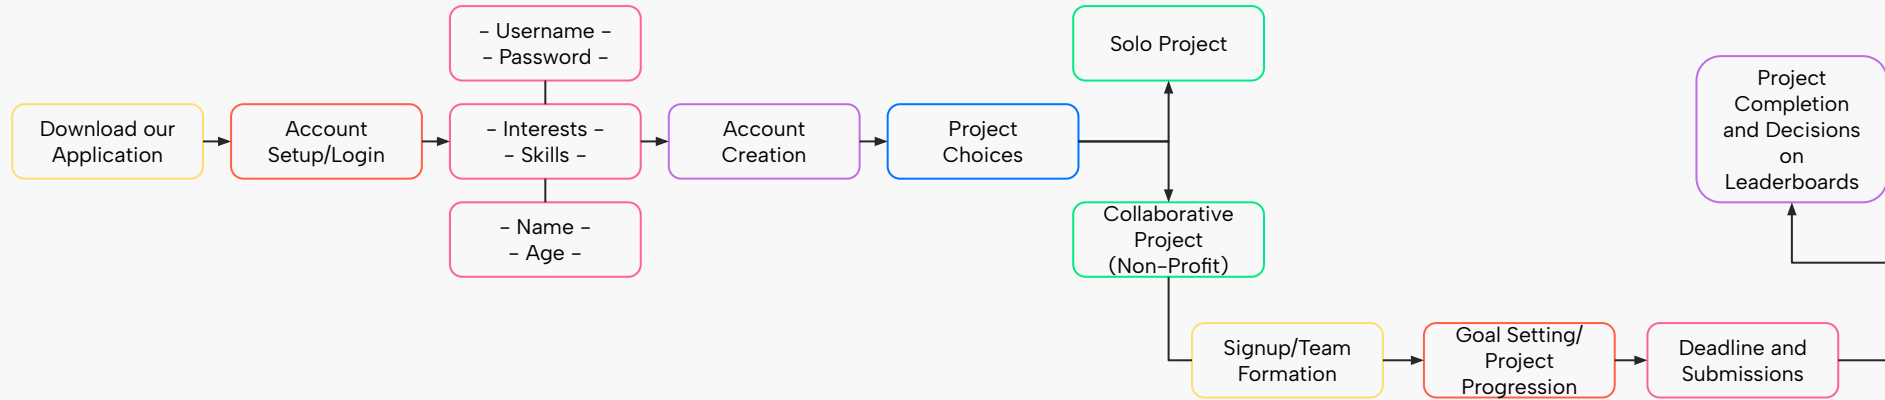 - Username -
- Password -
Download our
Application
Account
Setup/Login
- Interests -
- Skills -
- Name -
- Age -
Account
Creation
Project
Choices
Solo Project
Collaborative
Project
(Non-Profit)
Signup/Team
Formation
Goal Setting/
Project
Progression
Deadline and
Submissions
Project
Completion
and Decisions
on
Leaderboards